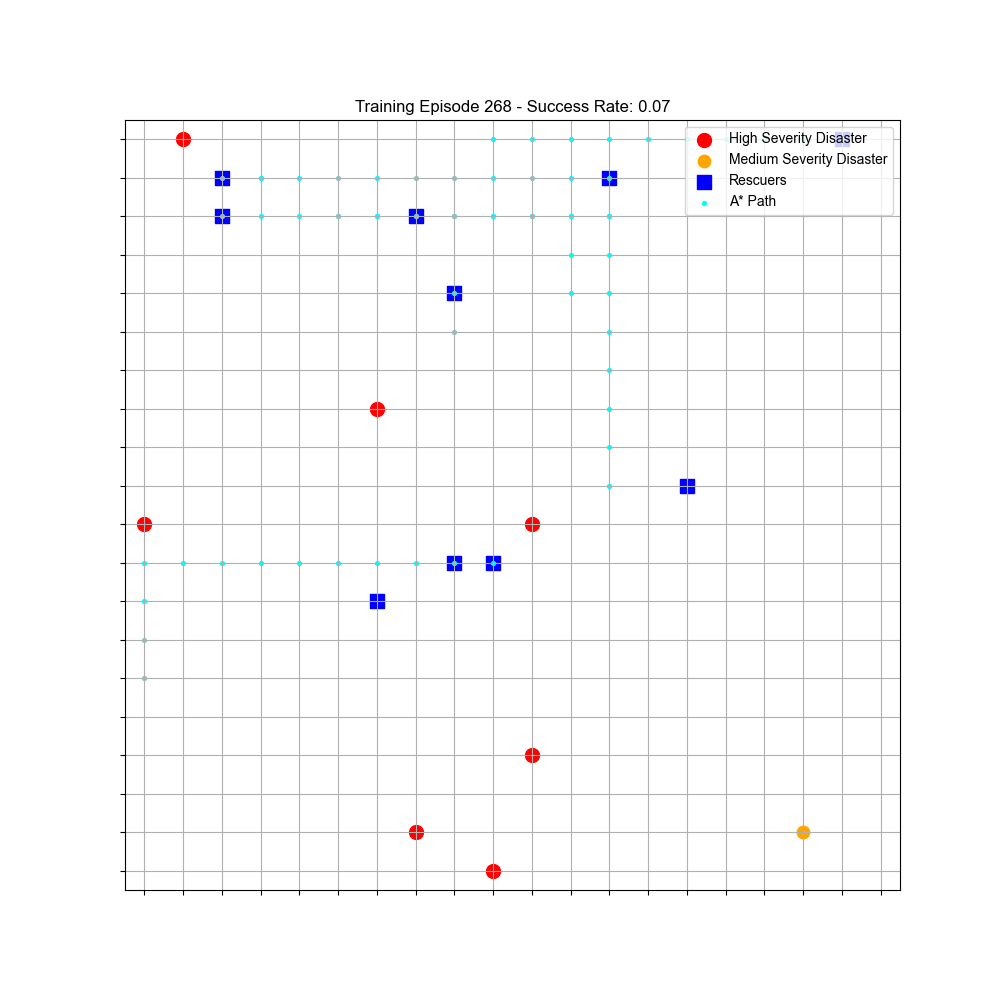 Training Episode 268 - Success Rate: 0.07
High Severity Disaster
Medium Severity Disaster
Rescuers
A* Path